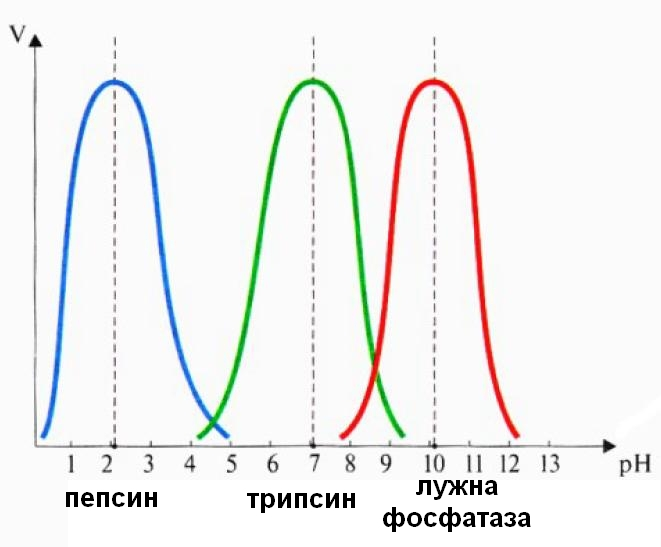 V
1 2 3 4 5 6 7 8 9 10 11 12 13 pH
пепсин трипсин лужна
фосфатаза